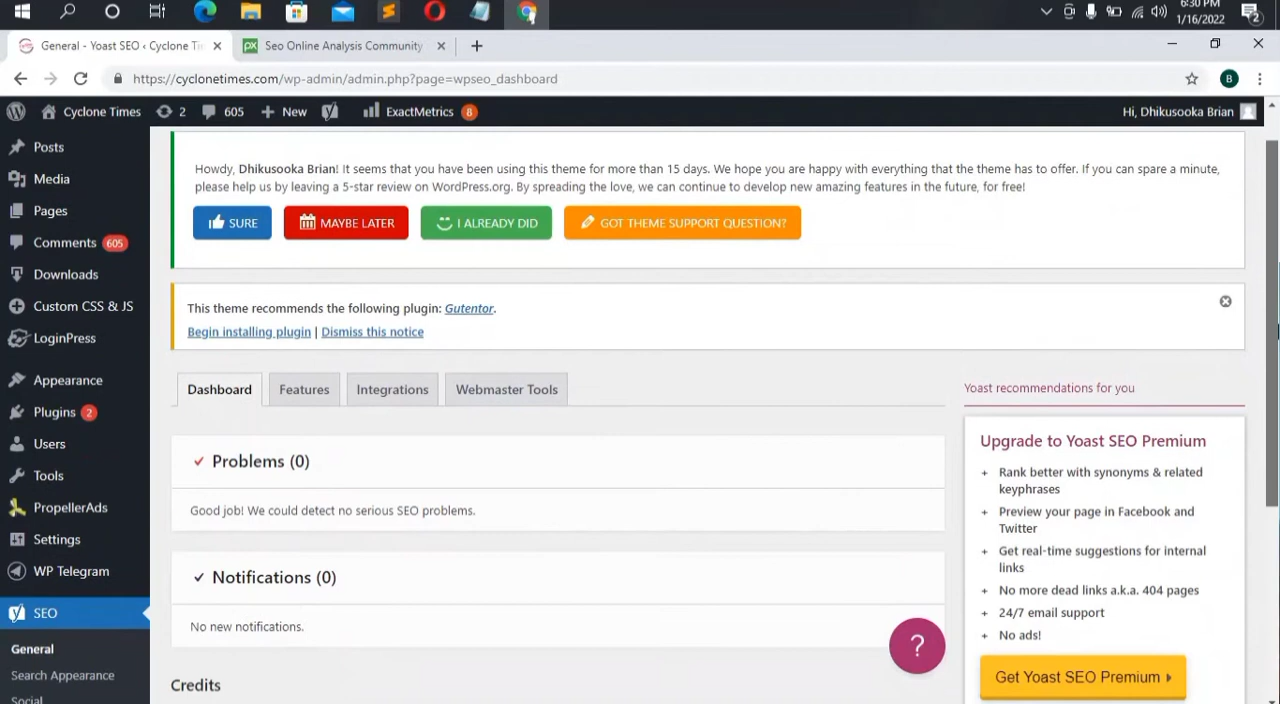 6:30 PM
1/16/2022
2
General - Yoast SEO ‹ Cyclone Ti
Seo Online Analysis Community
https://cyclonetimes.com/wp-admin/admin.php?page=wpseo_dashboard
B
Cyclone Times
2
605
New
ExactMetrics 8
Hi, Dhikusooka Brian
Posts
Media
Pages
Comments 605
Downloads
Custom CSS & JS
LoginPress
Appearance
Plugins 2
Users
Tools
PropellerAds
Settings
WP Telegram
SEO
General
Search Appearance
Social
Howdy, Dhikusooka Brian! It seems that you have been using this theme for more than 15 days. We hope you are happy with everything that the theme has to offer. If you can spare a minute,
please help us by leaving a 5-star review on WordPress.org. By spreading the love, we can continue to develop new amazing features in the future, for free!
SURE
MAYBE LATER
I ALREADY DID
GOT THEME SUPPORT QUESTION?
This theme recommends the following plugin: Gutentor.
Begin installing plugin | Dismiss this notice
Dashboard
Features
Integrations
Webmaster Tools
Problems (0)
Good job! We could detect no serious SEO problems.
Notifications (0)
No new notifications.
Credits
?
Yoast recommendations for you
Upgrade to Yoast SEO Premium
+ Rank better with synonyms & related
keyphrases
+ Preview your page in Facebook and
Twitter
+ Get real-time suggestions for internal
links
+ No more dead links a.k.a. 404 pages
+ 24/7 email support
+ No ads!
Get Yoast SEO Premium